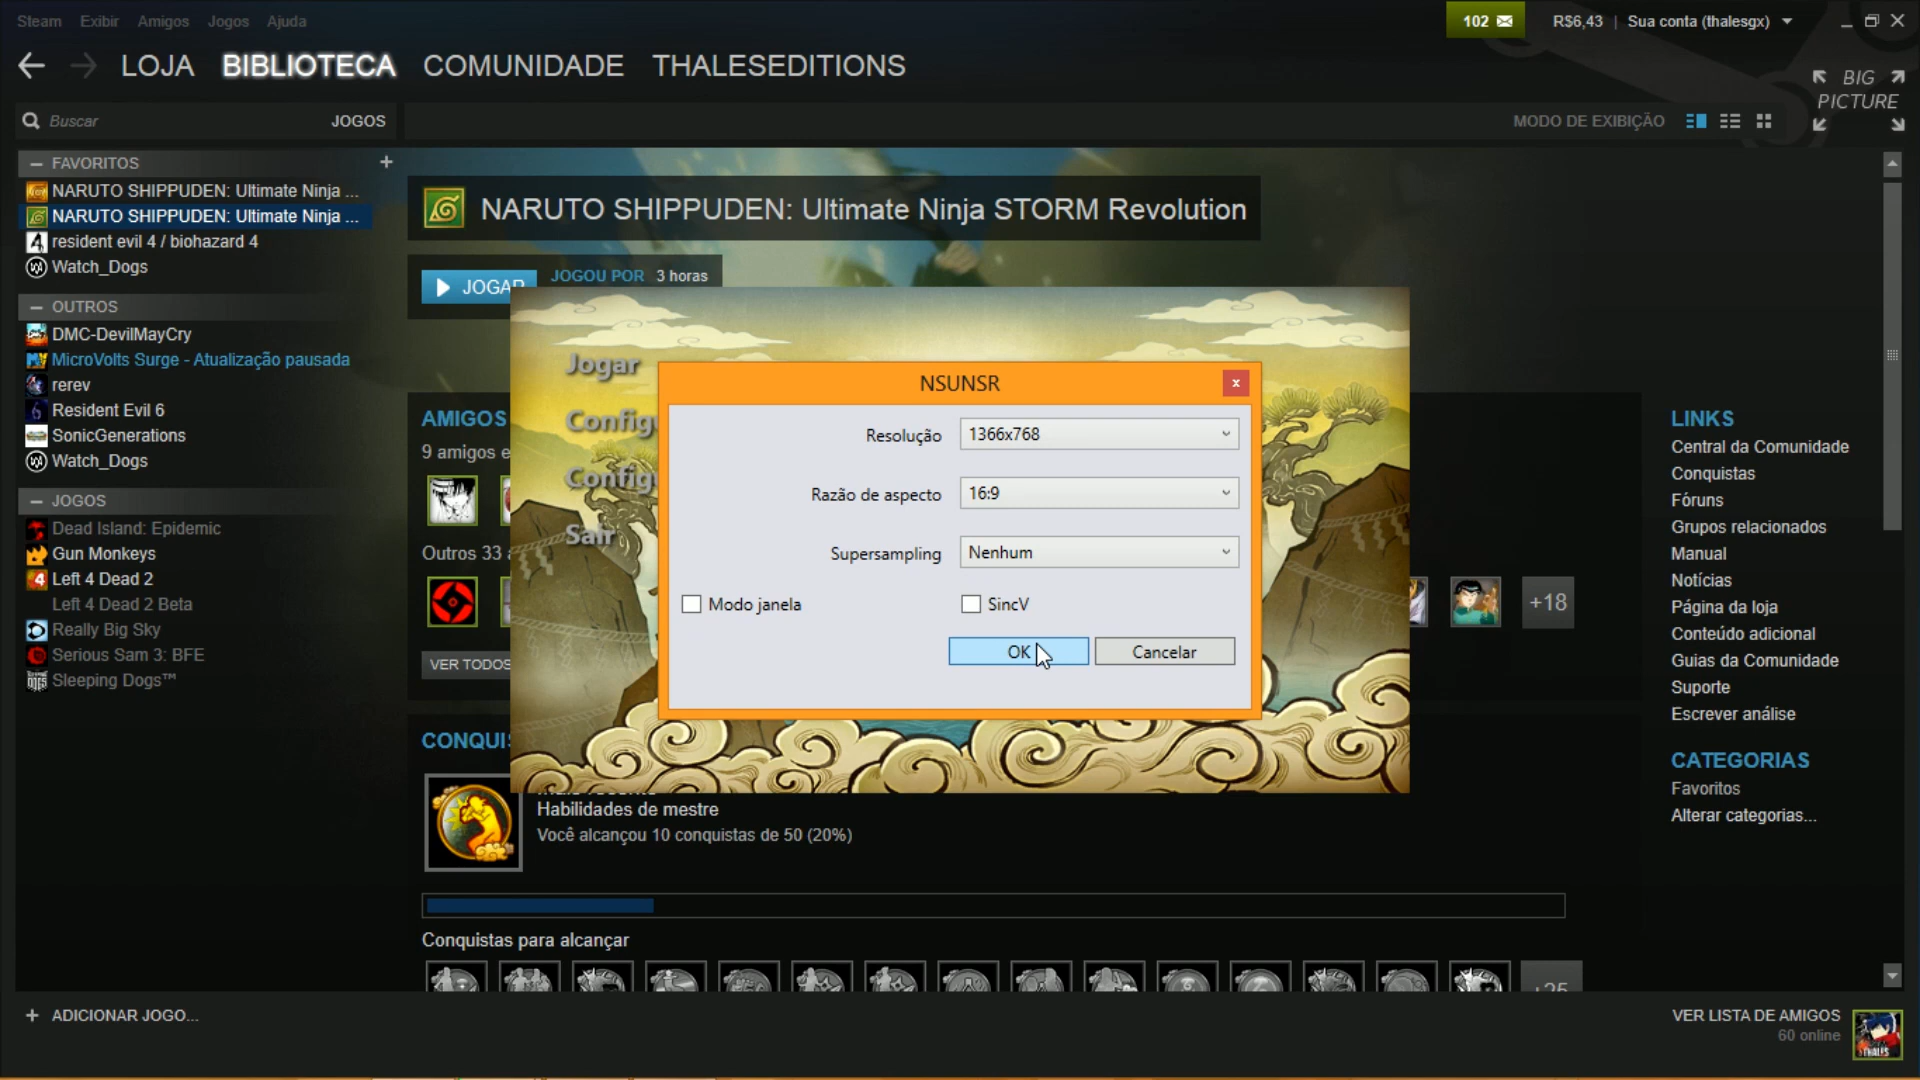 Steam Exibir Amigos Jogos Ajuda
102
R$6,43 | Sua conta (thalesgx)
LOJA BIBLIOTECA COMUNIDADE THALESEDITIONS
BIG PICTURE
Buscar
JOGOS
MODO DE EXIBIÇÃO
− FAVORITOS +
NARUTO SHIPPUDEN: Ultimate Ninja ...
NARUTO SHIPPUDEN: Ultimate Ninja ...
resident evil 4 / biohazard 4
Watch_Dogs
− OUTROS
DMC-DevilMayCry
MicroVolts Surge - Atualização pausada
rerev
Resident Evil 6
SonicGenerations
Watch_Dogs
− JOGOS
Dead Island: Epidemic
Gun Monkeys
Left 4 Dead 2
Left 4 Dead 2 Beta
Really Big Sky
Serious Sam 3: BFE
Sleeping Dogs™
+ ADICIONAR JOGO...
NARUTO SHIPPUDEN: Ultimate Ninja STORM Revolution
JOGAR
JOGOU POR 3 horas
AMIGOS
9 amigos
Outros 33
+18
VER TODOS
Jogar
Config
Config
Sair
NSUNSR
Resolução 1366x768
Razão de aspecto 16:9
Supersampling Nenhum
Modo janela
SincV
OK
Cancelar
CONQUIS
Habilidades de mestre
Você alcançou 10 conquistas de 50 (20%)
Conquistas para alcançar
+25
LINKS
Central da Comunidade
Conquistas
Fóruns
Grupos relacionados
Manual
Notícias
Página da loja
Conteúdo adicional
Guias da Comunidade
Suporte
Escrever análise
CATEGORIAS
Favoritos
Alterar categorias...
VER LISTA DE AMIGOS
60 online
THALES